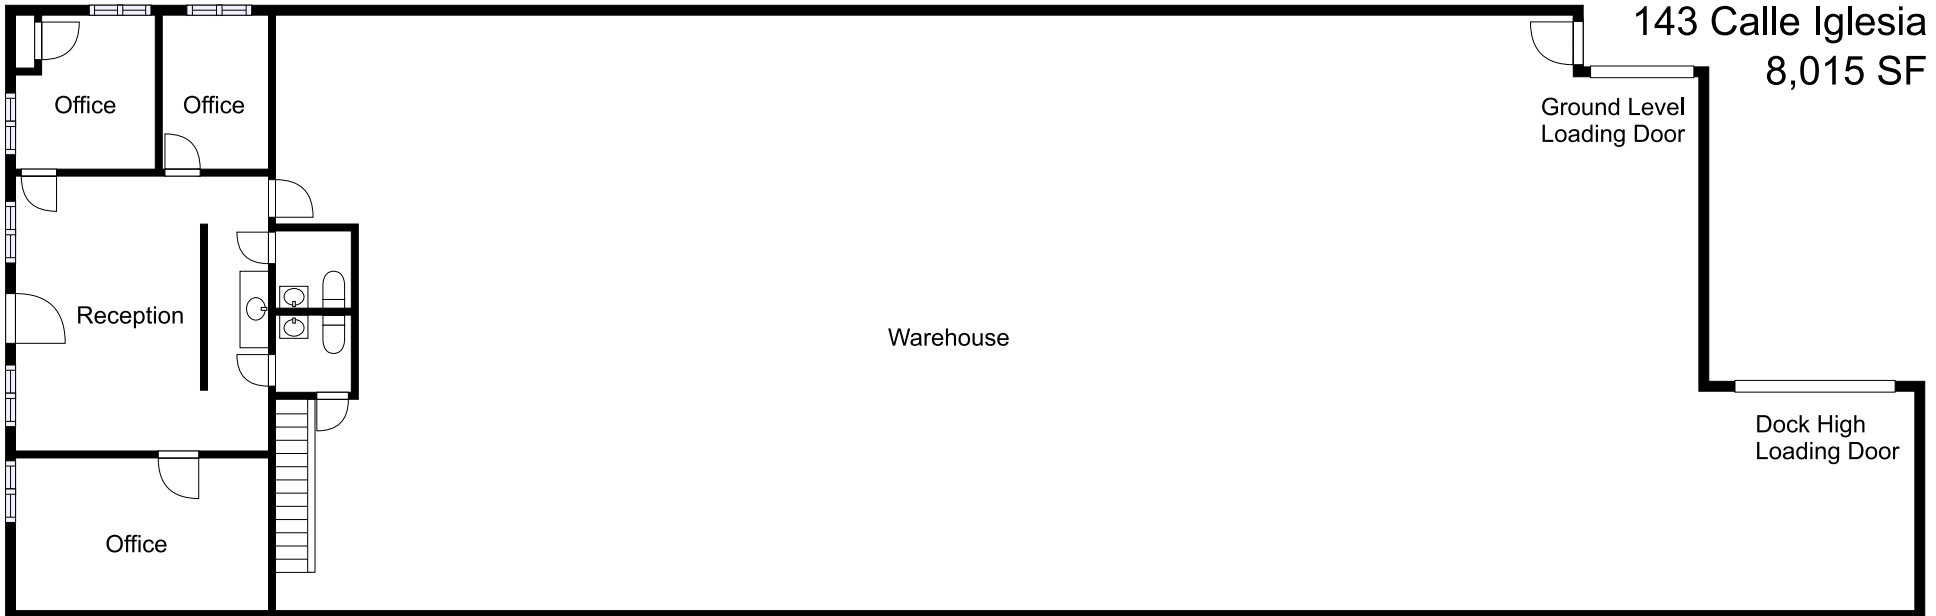 143 Calle Iglesia
8,015 SF
Office
Office
Ground Level
Loading Door
Reception
Warehouse
Dock High
Loading Door
Office